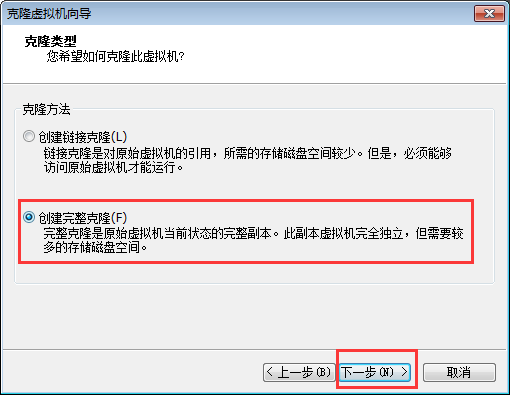 克隆虚拟机向导
克隆类型
您希望如何克隆此虚拟机?
克隆方法
创建链接克隆(L)
链接克隆是对原始虚拟机的引用，所需的存储磁盘空间较少。但是，必须能够
访问原始虚拟机才能运行。
创建完整克隆(F)
完整克隆是原始虚拟机当前状态的完整副本。此副本虚拟机完全独立，但需要较
多的存储磁盘空间。
< 上一步(B) 下一步(N) > 取消